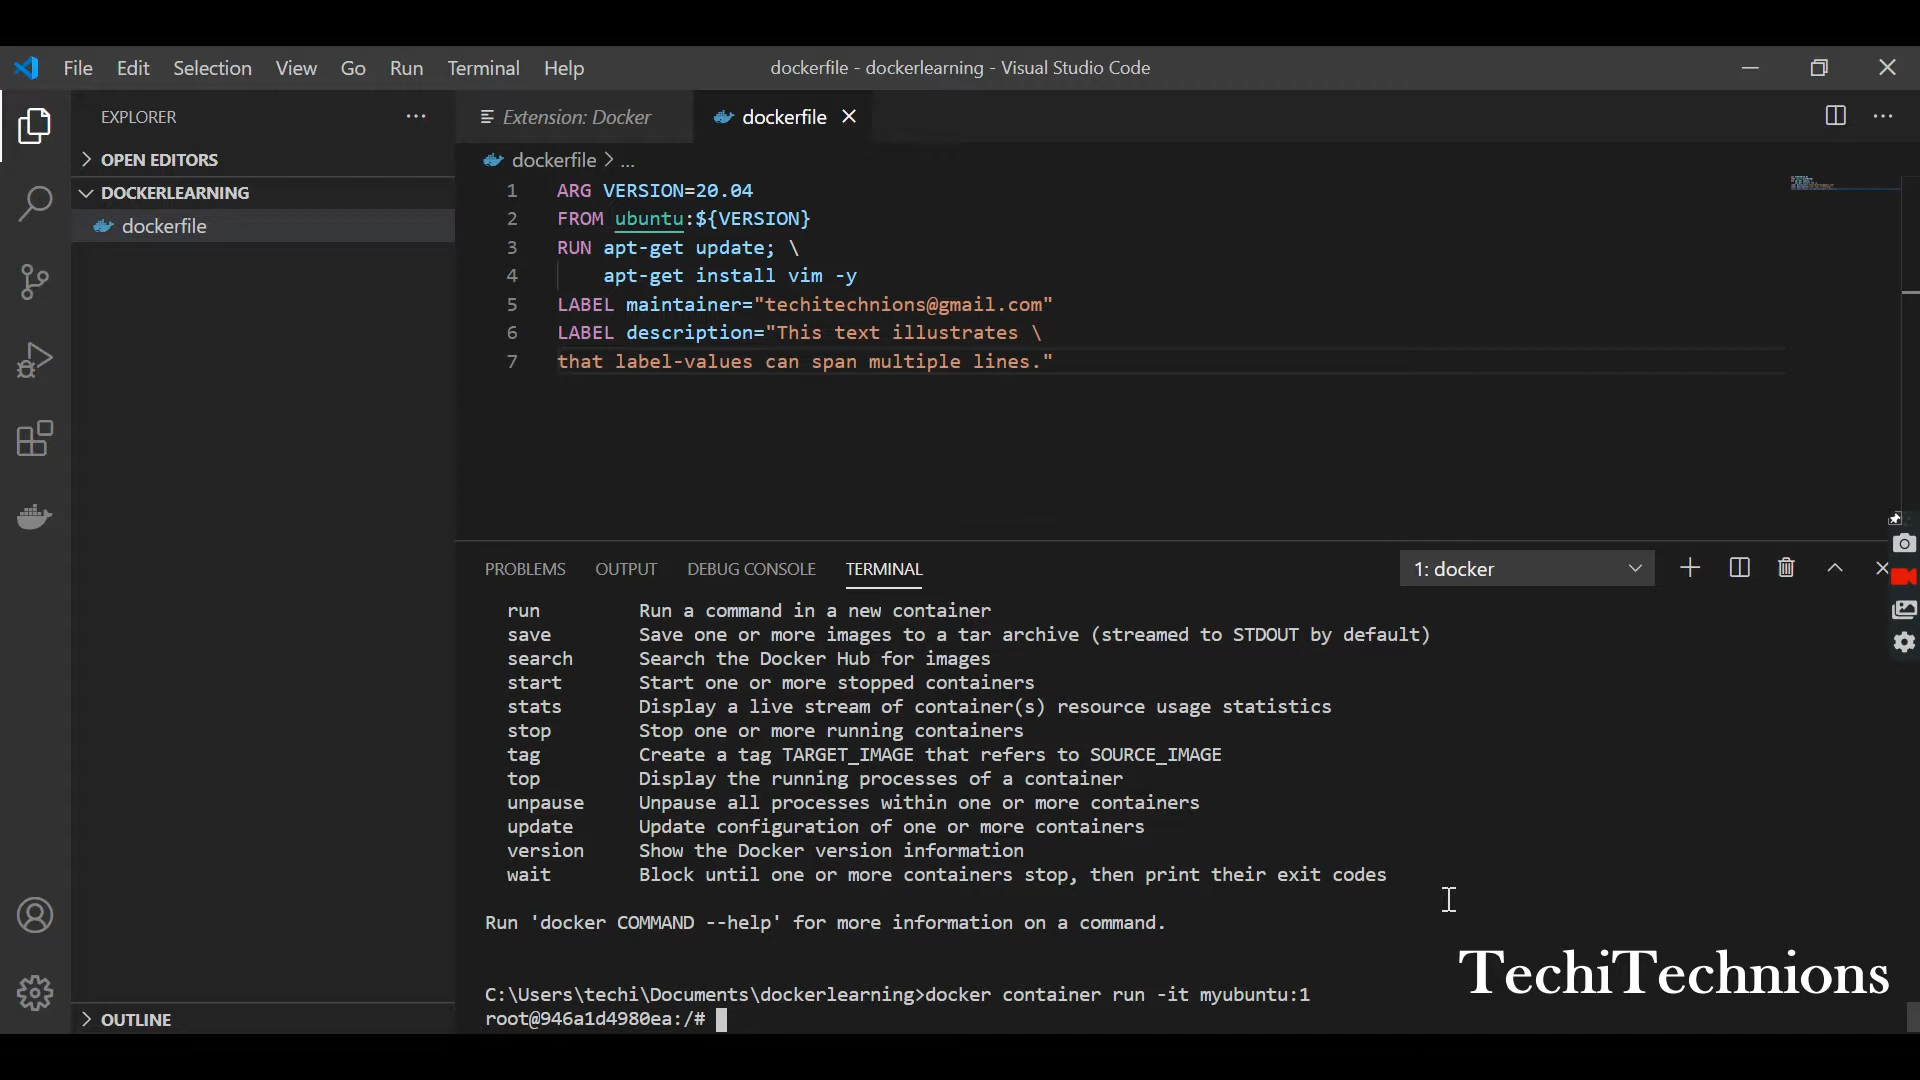 File Edit Selection View Go Run Terminal Help
dockerfile - dockerlearning - Visual Studio Code
EXPLORER
Extension: Docker
dockerfile
OPEN EDITORS
dockerfile > ...
DOCKERLEARNING
dockerfile
1 ARG VERSION=20.04
2 FROM ubuntu:${VERSION}
3 RUN apt-get update; \
4 apt-get install vim -y
5 LABEL maintainer="techitechnions@gmail.com"
6 LABEL description="This text illustrates \
7 that label-values can span multiple lines."
PROBLEMS OUTPUT DEBUG CONSOLE TERMINAL
1: docker
run Run a command in a new container
save Save one or more images to a tar archive (streamed to STDOUT by default)
search Search the Docker Hub for images
start Start one or more stopped containers
stats Display a live stream of container(s) resource usage statistics
stop Stop one or more running containers
tag Create a tag TARGET_IMAGE that refers to SOURCE_IMAGE
top Display the running processes of a container
unpause Unpause all processes within one or more containers
update Update configuration of one or more containers
version Show the Docker version information
wait Block until one or more containers stop, then print their exit codes
Run 'docker COMMAND --help' for more information on a command.
C:\Users\techi\Documents\dockerlearning>docker container run -it myubuntu:1
root@946a1d4980ea:/#
TechiTechnions
OUTLINE